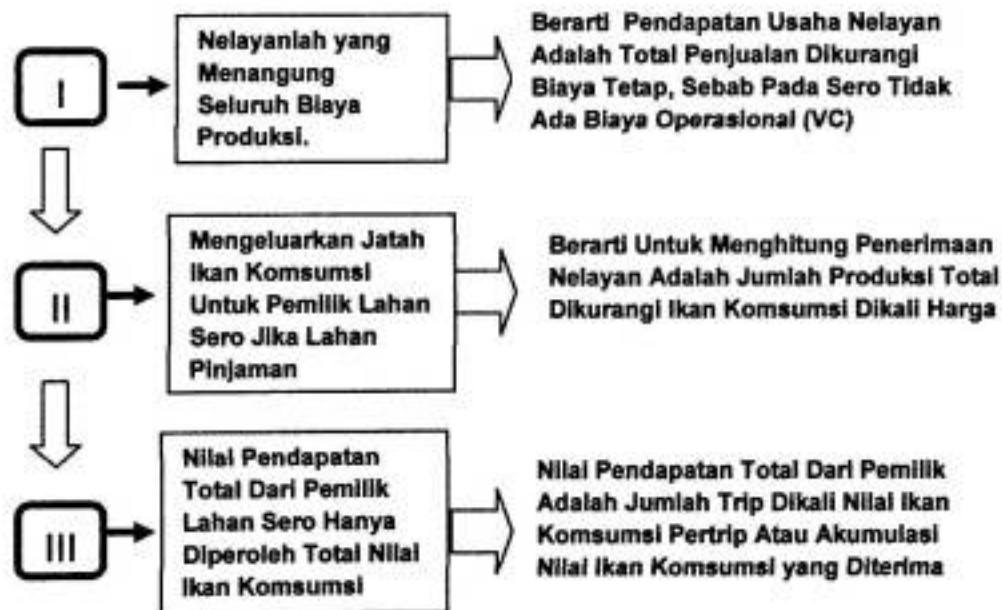 I
Nelayanlah yang
Menangung
Seluruh Biaya
Produksi.
Berarti Pendapatan Usaha Nelayan
Adalah Total Penjualan Dikurangi
Biaya Tetap, Sebab Pada Sero Tidak
Ada Biaya Operasional (VC)
II
Mengeluarkan Jatah
Ikan Komsumsi
Untuk Pemilik Lahan
Sero Jika Lahan
Pinjaman
Berarti Untuk Menghitung Penerimaan
Nelayan Adalah Jumlah Produksi Total
Dikurangi Ikan Komsumsi Dikali Harga
III
Nilai Pendapatan
Total Dari Pemilik
Lahan Sero Hanya
Diperoleh Total Nilai
Ikan Komsumsi
Nilai Pendapatan Total Dari Pemilik
Adalah Jumlah Trip Dikali Nilai Ikan
Komsumsi Pertrip Atau Akumulasi
Nilai Ikan Komsumsi yang Diterima